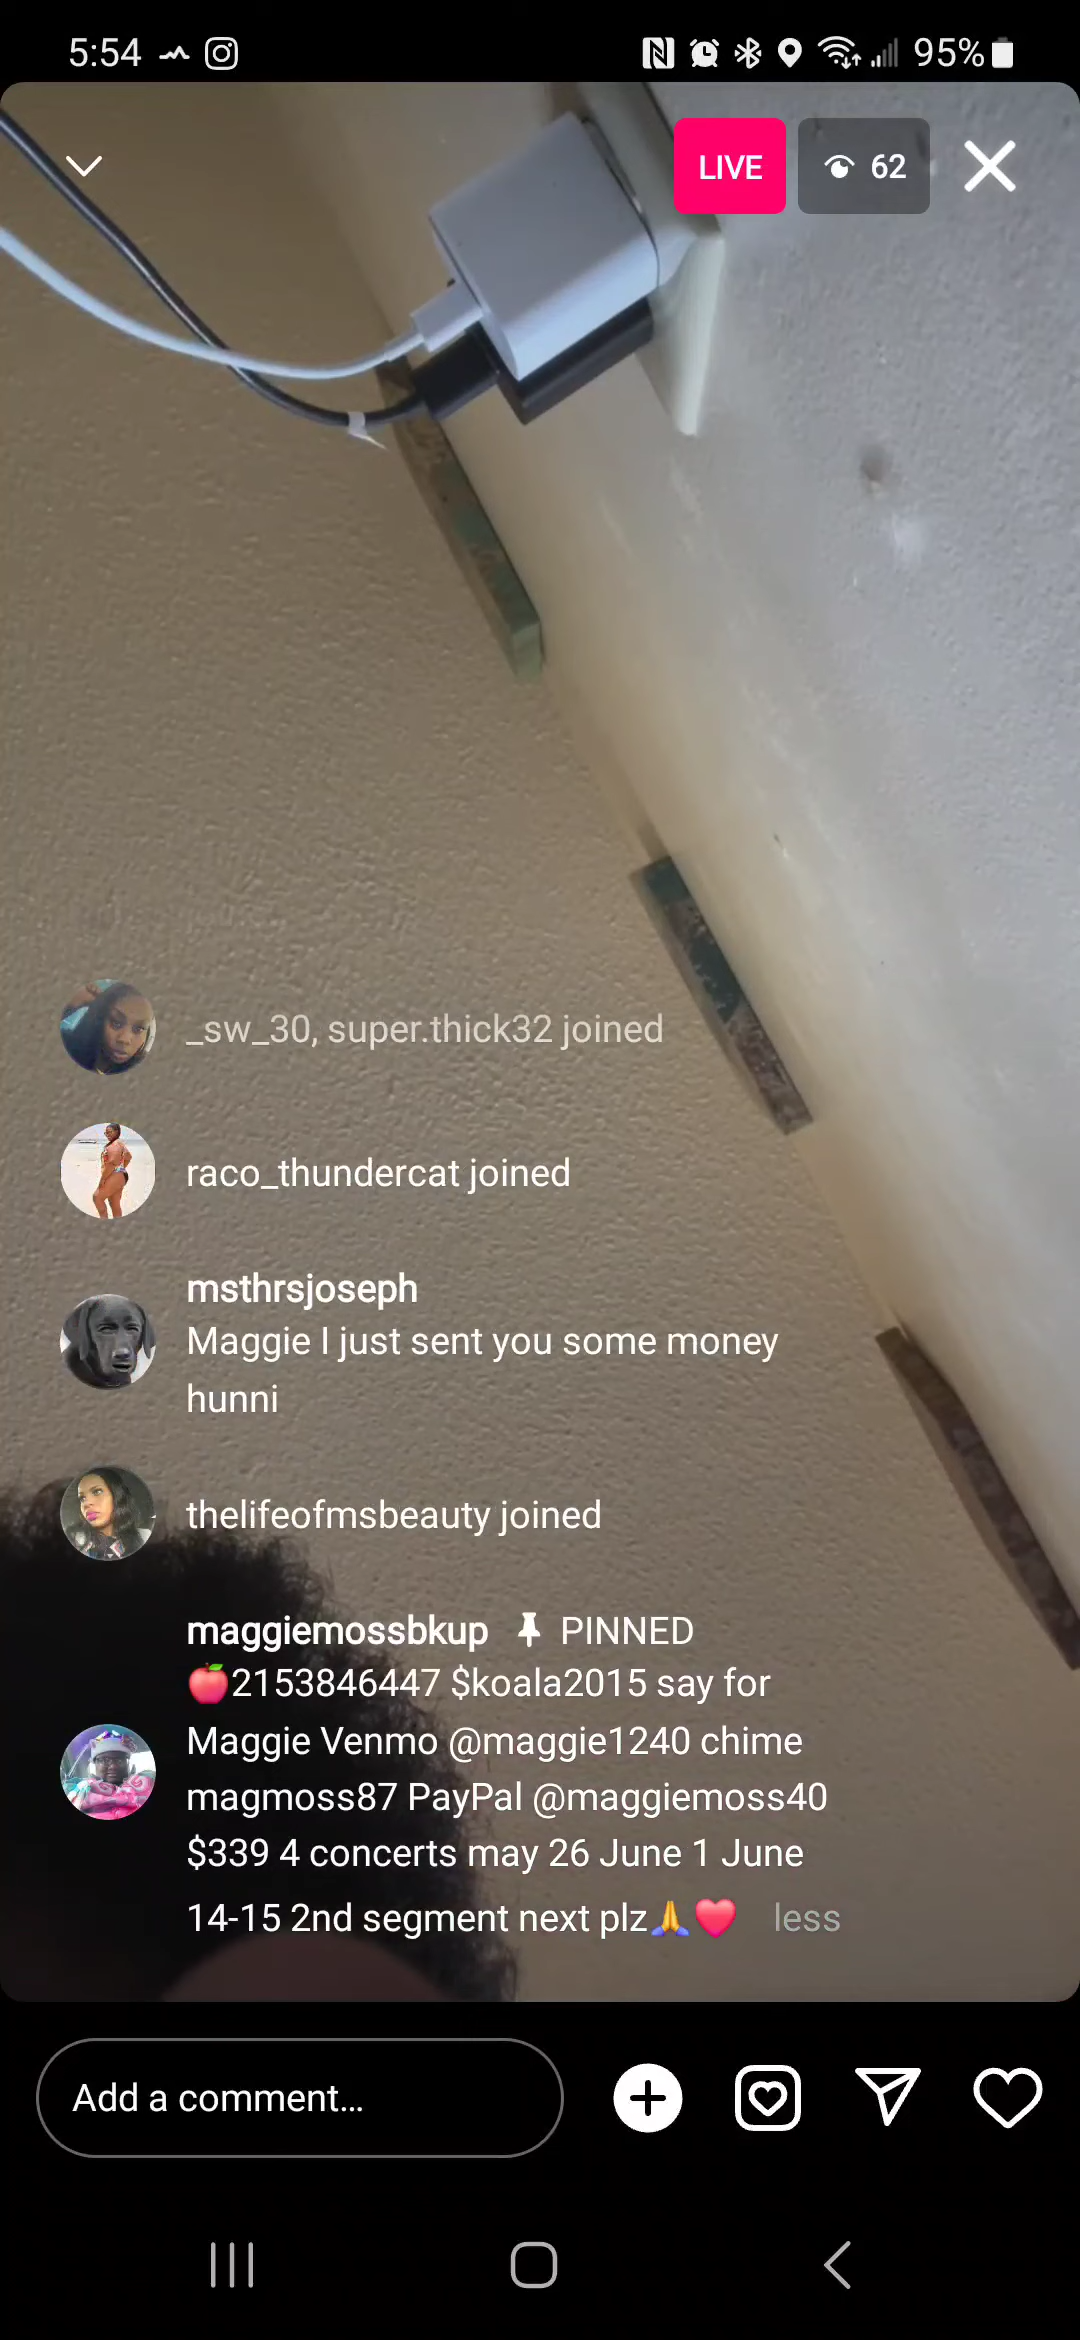 5:54
95%
LIVE
62
_sw_30, super.thick32 joined
raco_thundercat joined
msthrsjoseph
Maggie I just sent you some money
hunni
thelifeofmsbeauty joined
maggiemossbkup 📌 PINNED
🍎2153846447 $koala2015 say for
Maggie Venmo @maggie1240 chime
magmoss87 PayPal @maggiemoss40
$339 4 concerts may 26 June 1 June
14-15 2nd segment next plz🙏❤️ less
Add a comment…